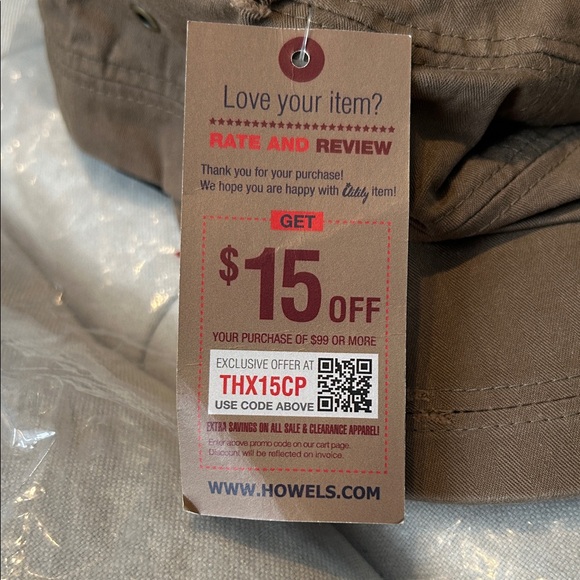 Love your item?
RATE AND REVIEW
Thank you for your purchase!
We hope you are happy with Utility item!
GET
$15 OFF
YOUR PURCHASE OF $99 OR MORE
EXCLUSIVE OFFER AT
THX15CP
USE CODE ABOVE
EXTRA SAVINGS ON ALL SALE & CLEARANCE APPAREL!
Enter above promo code on our cart page.
Discount will be reflected on invoice.
WWW.HOWELS.COM